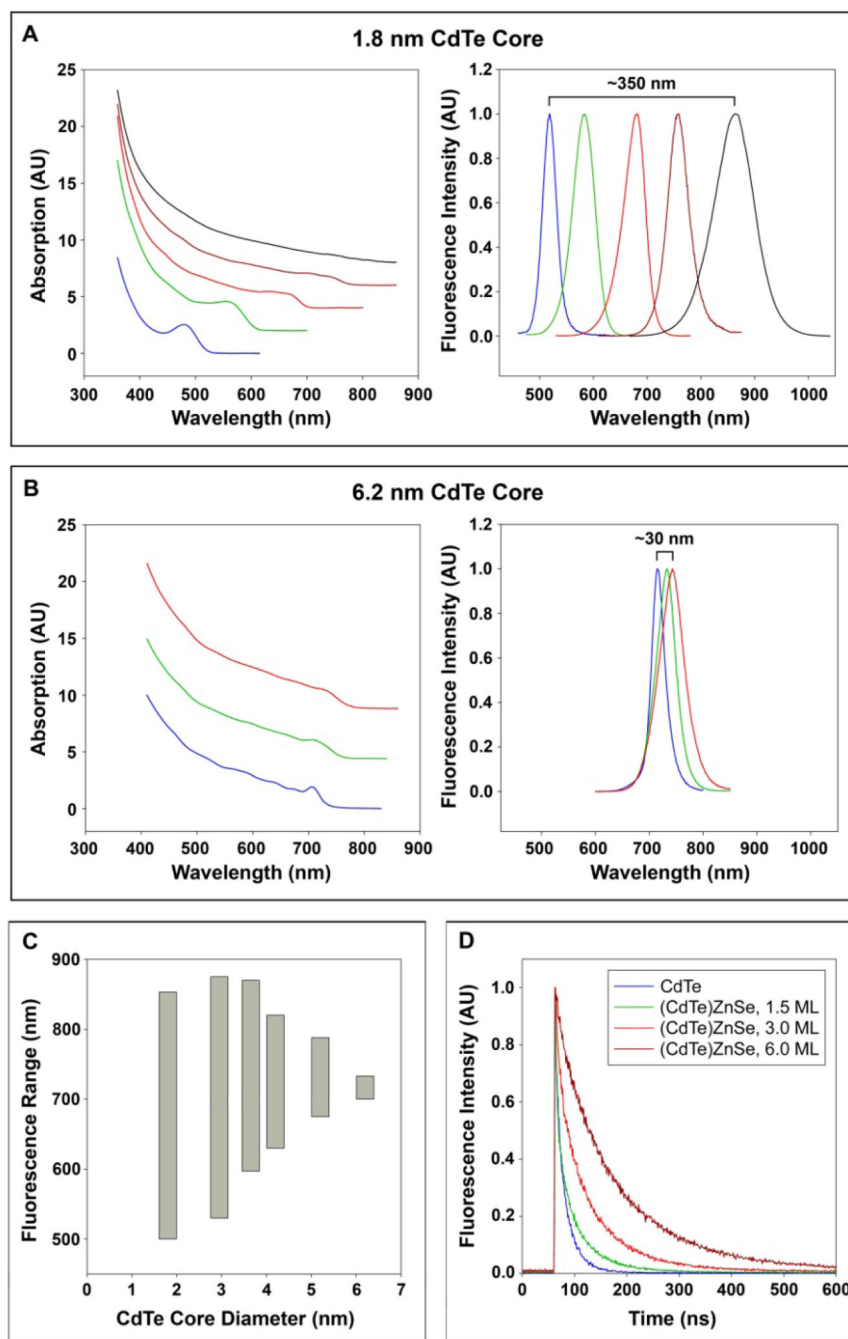 A
1.8 nm CdTe Core
25
20
15
10
5
0
Absorption (AU)
300 400 500 600 700 800 900
Wavelength (nm)
1.2
1.0
0.8
0.6
0.4
0.2
0.0
Fluorescence Intensity (AU)
~350 nm
500 600 700 800 900 1000
Wavelength (nm)
B
6.2 nm CdTe Core
25
20
15
10
5
0
Absorption (AU)
300 400 500 600 700 800 900
Wavelength (nm)
1.2
1.0
0.8
0.6
0.4
0.2
0.0
Fluorescence Intensity (AU)
~30 nm
500 600 700 800 900 1000
Wavelength (nm)
C
900
800
700
600
500
Fluorescence Range (nm)
0 1 2 3 4 5 6 7
CdTe Core Diameter (nm)
D
1.0
0.8
0.6
0.4
0.2
0.0
Fluorescence Intensity (AU)
CdTe
(CdTe)ZnSe, 1.5 ML
(CdTe)ZnSe, 3.0 ML
(CdTe)ZnSe, 6.0 ML
0 100 200 300 400 500 600
Time (ns)